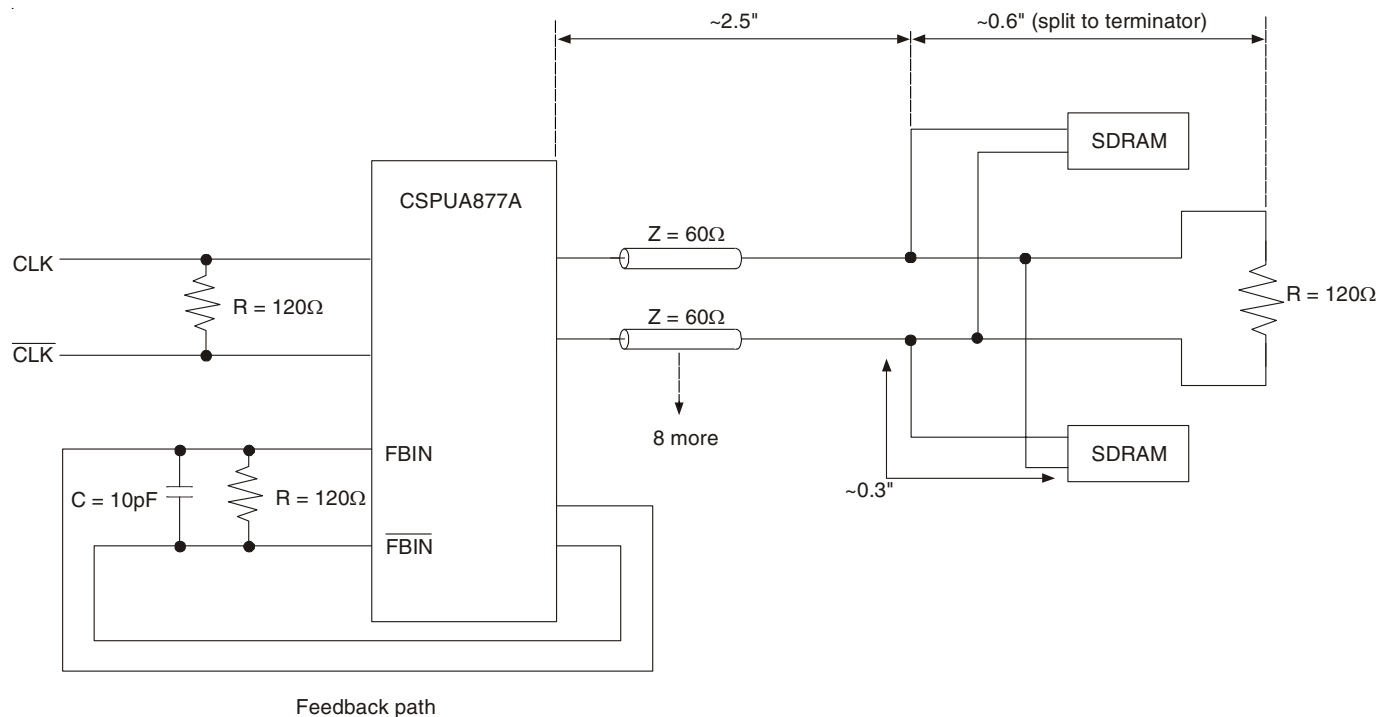 ~2.5"
~0.6" (split to terminator)
SDRAM
CSPUA877A
Z = 60Ω
CLK
R = 120Ω
R = 120Ω
Z = 60Ω
CLK
8 more
FBIN
SDRAM
C = 10pF
R = 120Ω
~0.3"
FBIN
Feedback path